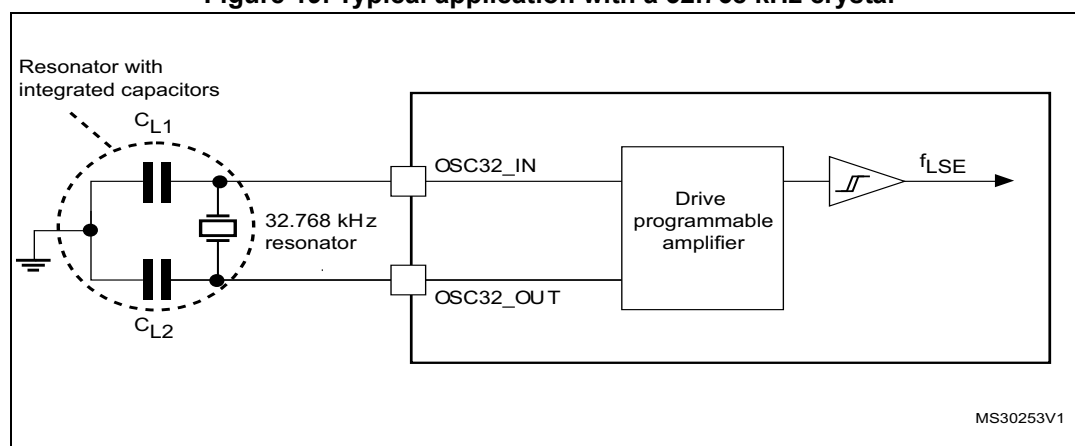 Resonator with
integrated capacitors
CL1
OSC32_IN
fLSE
32.768 kHz
resonator
Drive
programmable
amplifier
OSC32_OUT
CL2
MS30253V1